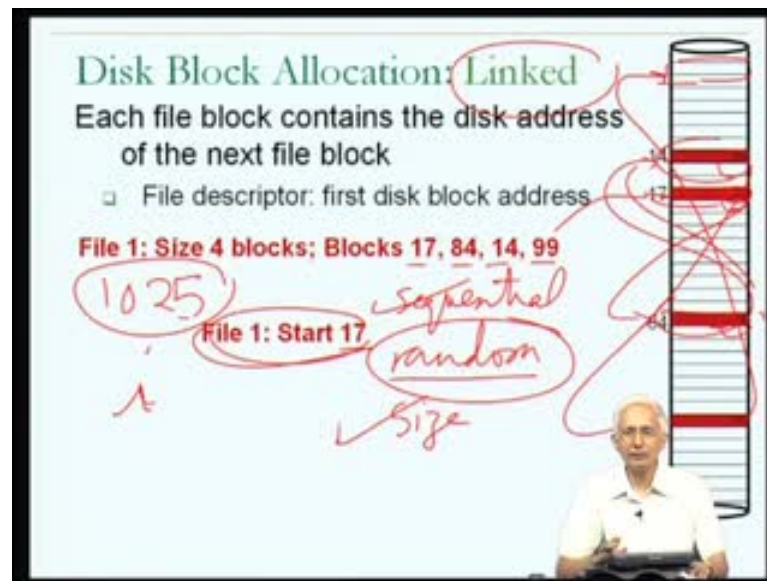 Disk Block Allocation: Linked
Each file block contains the disk address
of the next file block
File descriptor: first disk block address
14
17
File 1: Size 4 blocks; Blocks 17, 84, 14, 99
1025
sequential
File 1: Start 17
random
size